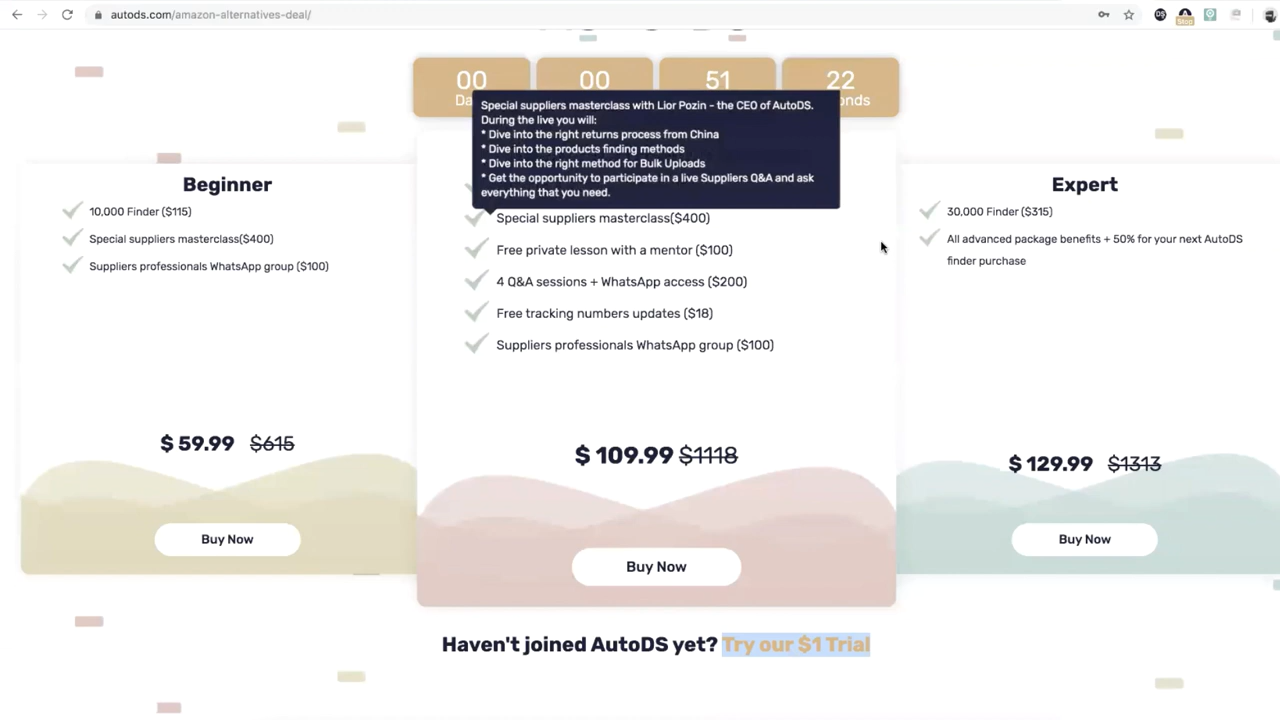 autods.com/amazon-alternatives-deal/
Stop
00
00
51
22
Da
onds
Special suppliers masterclass with Lior Pozin - the CEO of AutoDS.
During the live you will:
* Dive into the right returns process from China
* Dive into the products finding methods
* Dive into the right method for Bulk Uploads
* Get the opportunity to participate in a live Suppliers Q&A and ask
everything that you need.
Beginner
10,000 Finder ($115)
Special suppliers masterclass($400)
Suppliers professionals WhatsApp group ($100)
$ 59.99 $615
Buy Now
Special suppliers masterclass($400)
Free private lesson with a mentor ($100)
4 Q&A sessions + WhatsApp access ($200)
Free tracking numbers updates ($18)
Suppliers professionals WhatsApp group ($100)
$ 109.99 $1118
Buy Now
Expert
30,000 Finder ($315)
All advanced package benefits + 50% for your next AutoDS
finder purchase
$ 129.99 $1313
Buy Now
Haven't joined AutoDS yet? Try our $1 Trial